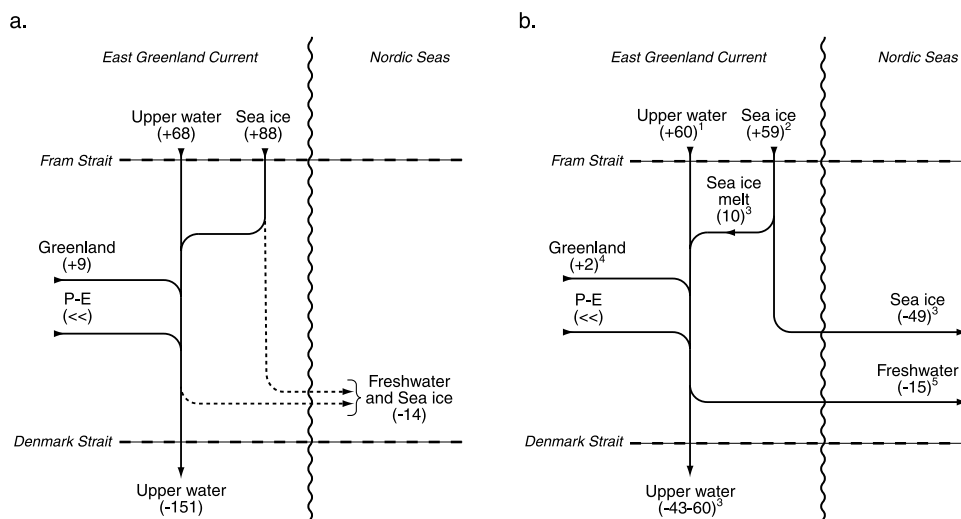 a.
East Greenland Current
Nordic Seas
Upper water
(+68)
Sea ice
(+88)
Fram Strait
Greenland
(+9)
P-E
(<<)
Freshwater
and Sea ice
(-14)
Denmark Strait
Upper water
(-151)
b.
East Greenland Current
Nordic Seas
Upper water
(+60)¹
Sea ice
(+59)²
Fram Strait
Sea ice
melt
(10)³
Greenland
(+2)⁴
P-E
(<<)
Sea ice
(-49)³
Freshwater
(-15)⁵
Denmark Strait
Upper water
(-43-60)³